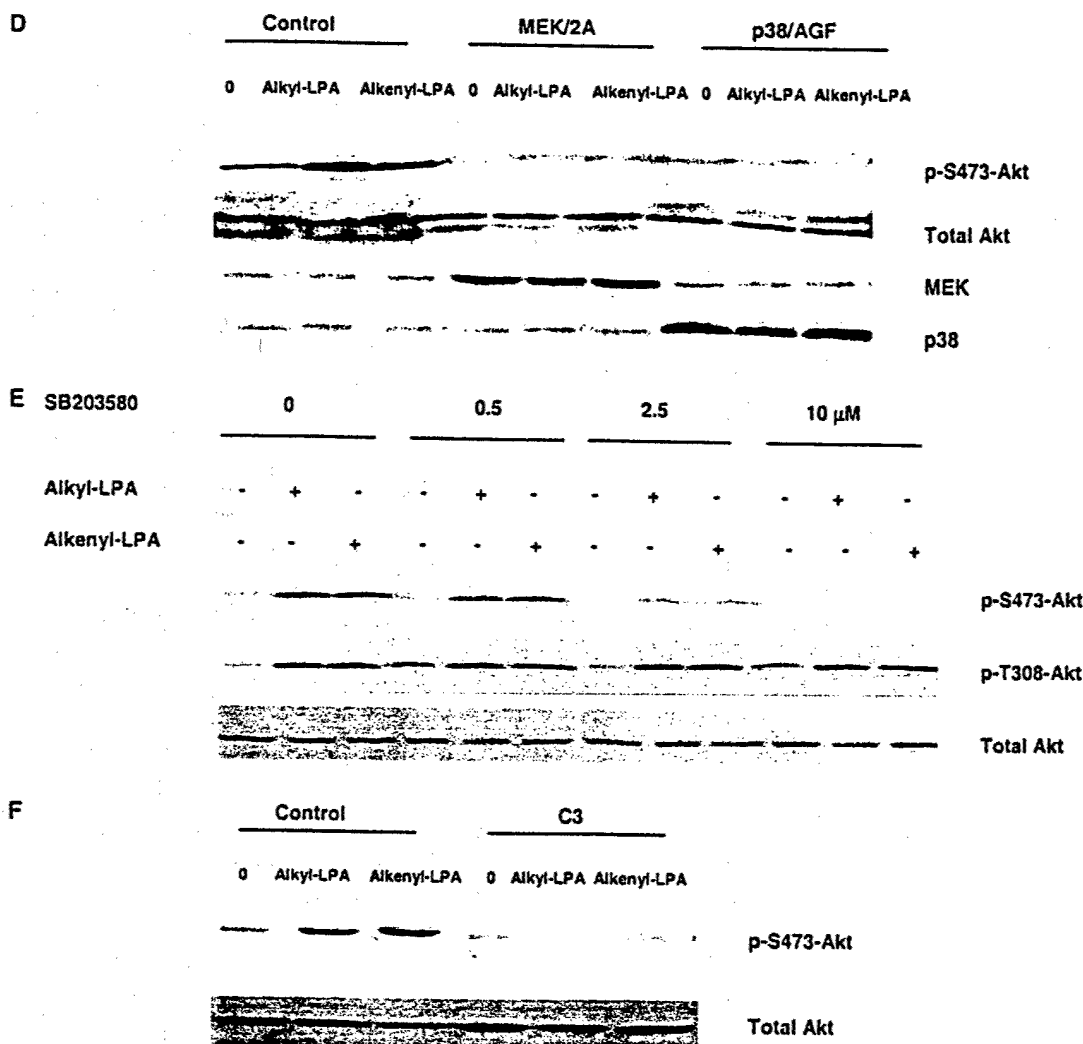 D
Control MEK/2A p38/AGF
0 Alkyl-LPA Alkenyl-LPA 0 Alkyl-LPA Alkenyl-LPA 0 Alkyl-LPA Alkenyl-LPA
p-S473-Akt
Total Akt
MEK
p38
E SB203580 0 0.5 2.5 10 μM
Alkyl-LPA - + - - + - - + - - + -
Alkenyl-LPA - - + - - + - - + - - +
p-S473-Akt
p-T308-Akt
Total Akt
F
Control C3
0 Alkyl-LPA Alkenyl-LPA 0 Alkyl-LPA Alkenyl-LPA
p-S473-Akt
Total Akt